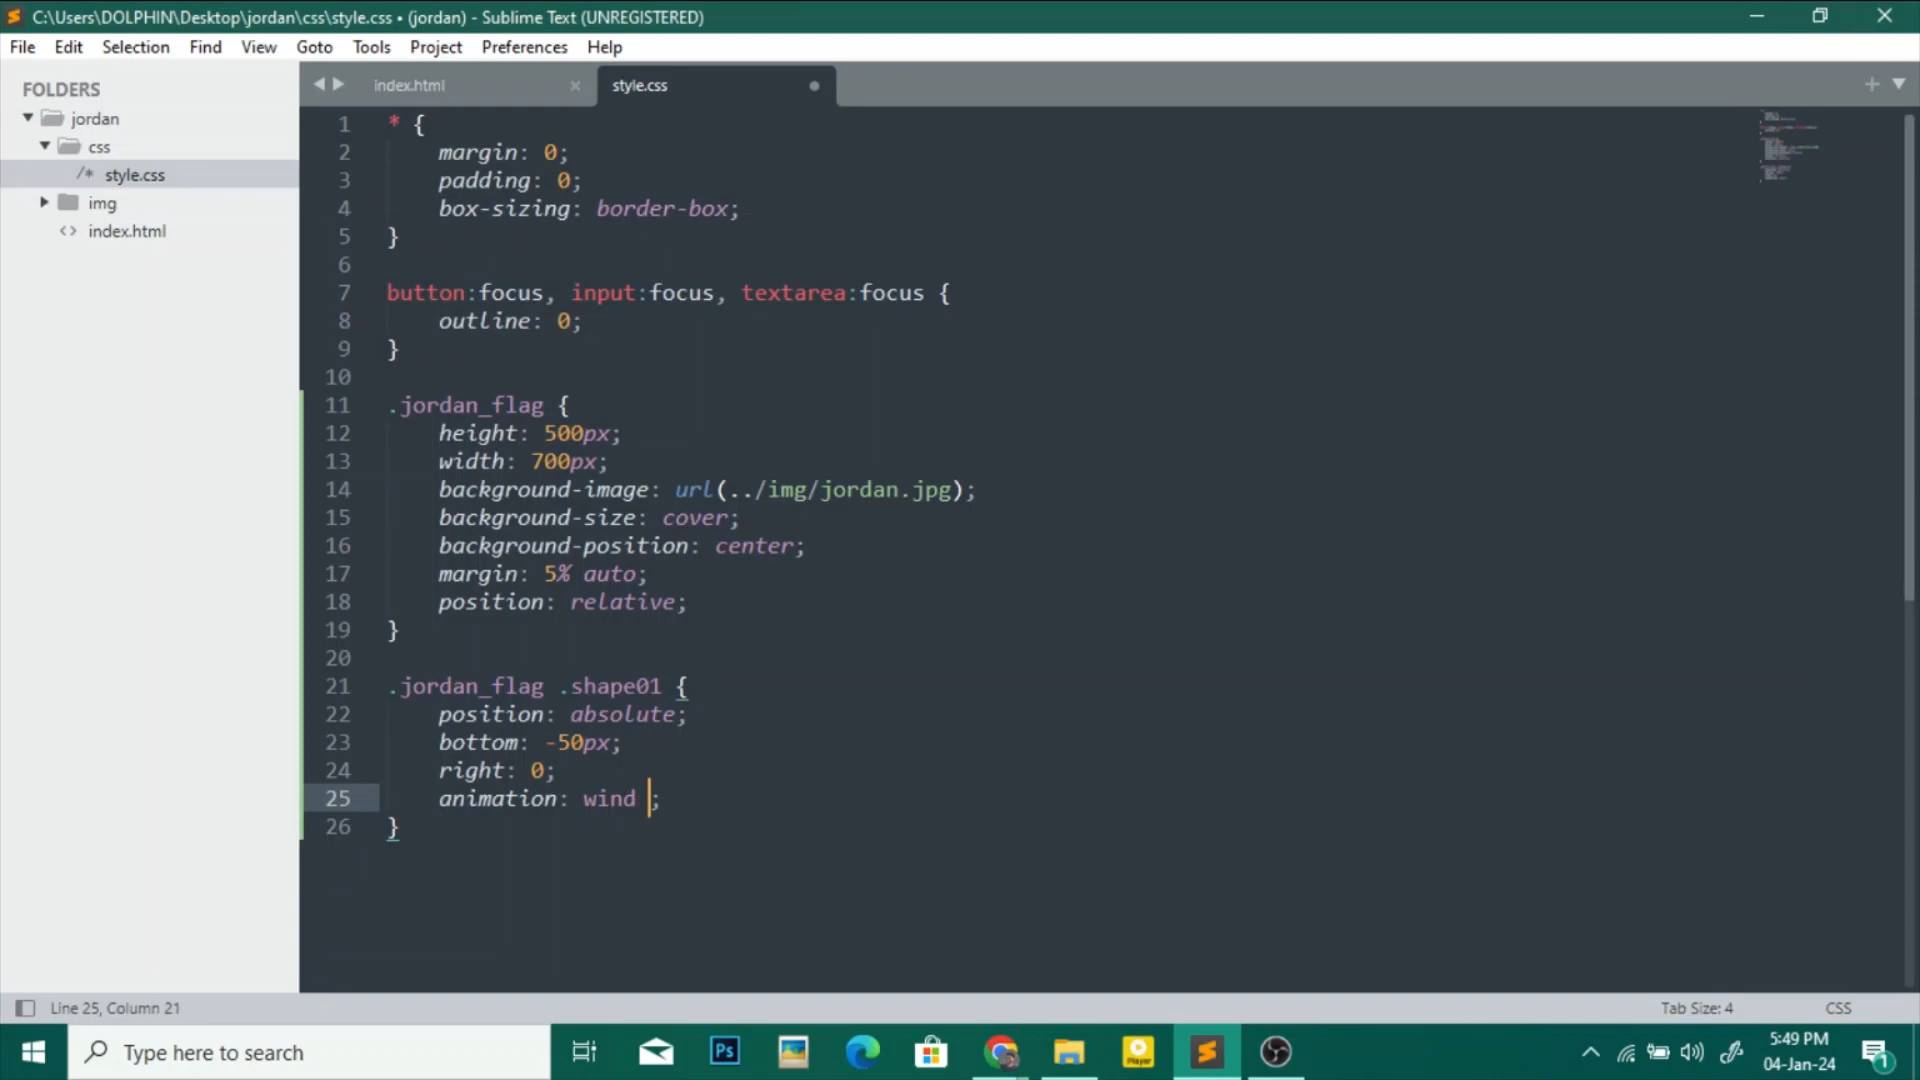 C:\Users\DOLPHIN\Desktop\jordan\css\style.css • (jordan) - Sublime Text (UNREGISTERED)
File Edit Selection Find View Goto Tools Project Preferences Help
FOLDERS
jordan
css
/* style.css
img
<> index.html
index.html
style.css
1 * {
2 margin: 0;
3 padding: 0;
4 box-sizing: border-box;
5 }
6
7 button:focus, input:focus, textarea:focus {
8 outline: 0;
9 }
10
11 .jordan_flag {
12 height: 500px;
13 width: 700px;
14 background-image: url(../img/jordan.jpg);
15 background-size: cover;
16 background-position: center;
17 margin: 5% auto;
18 position: relative;
19 }
20
21 .jordan_flag .shape01 {
22 position: absolute;
23 bottom: -50px;
24 right: 0;
25 animation: wind ;
26 }
Line 25, Column 21
Tab Size: 4
CSS
Type here to search
Ps
Player
5:49 PM
04-Jan-24
1